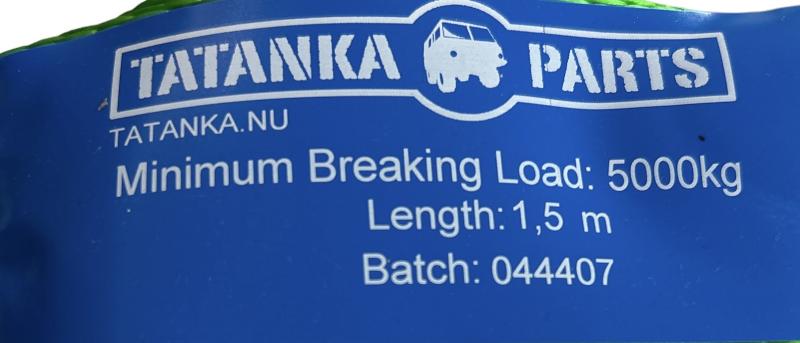 TATANKA PARTS
TATANKA.NU
Minimum Breaking Load: 5000kg
Length: 1,5 m
Batch: 044407